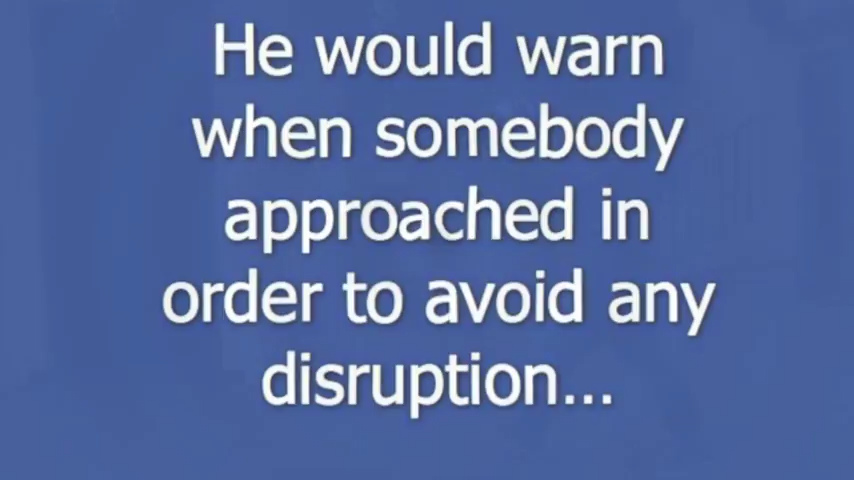 He would warn
when somebody
approached in
order to avoid any
disruption...